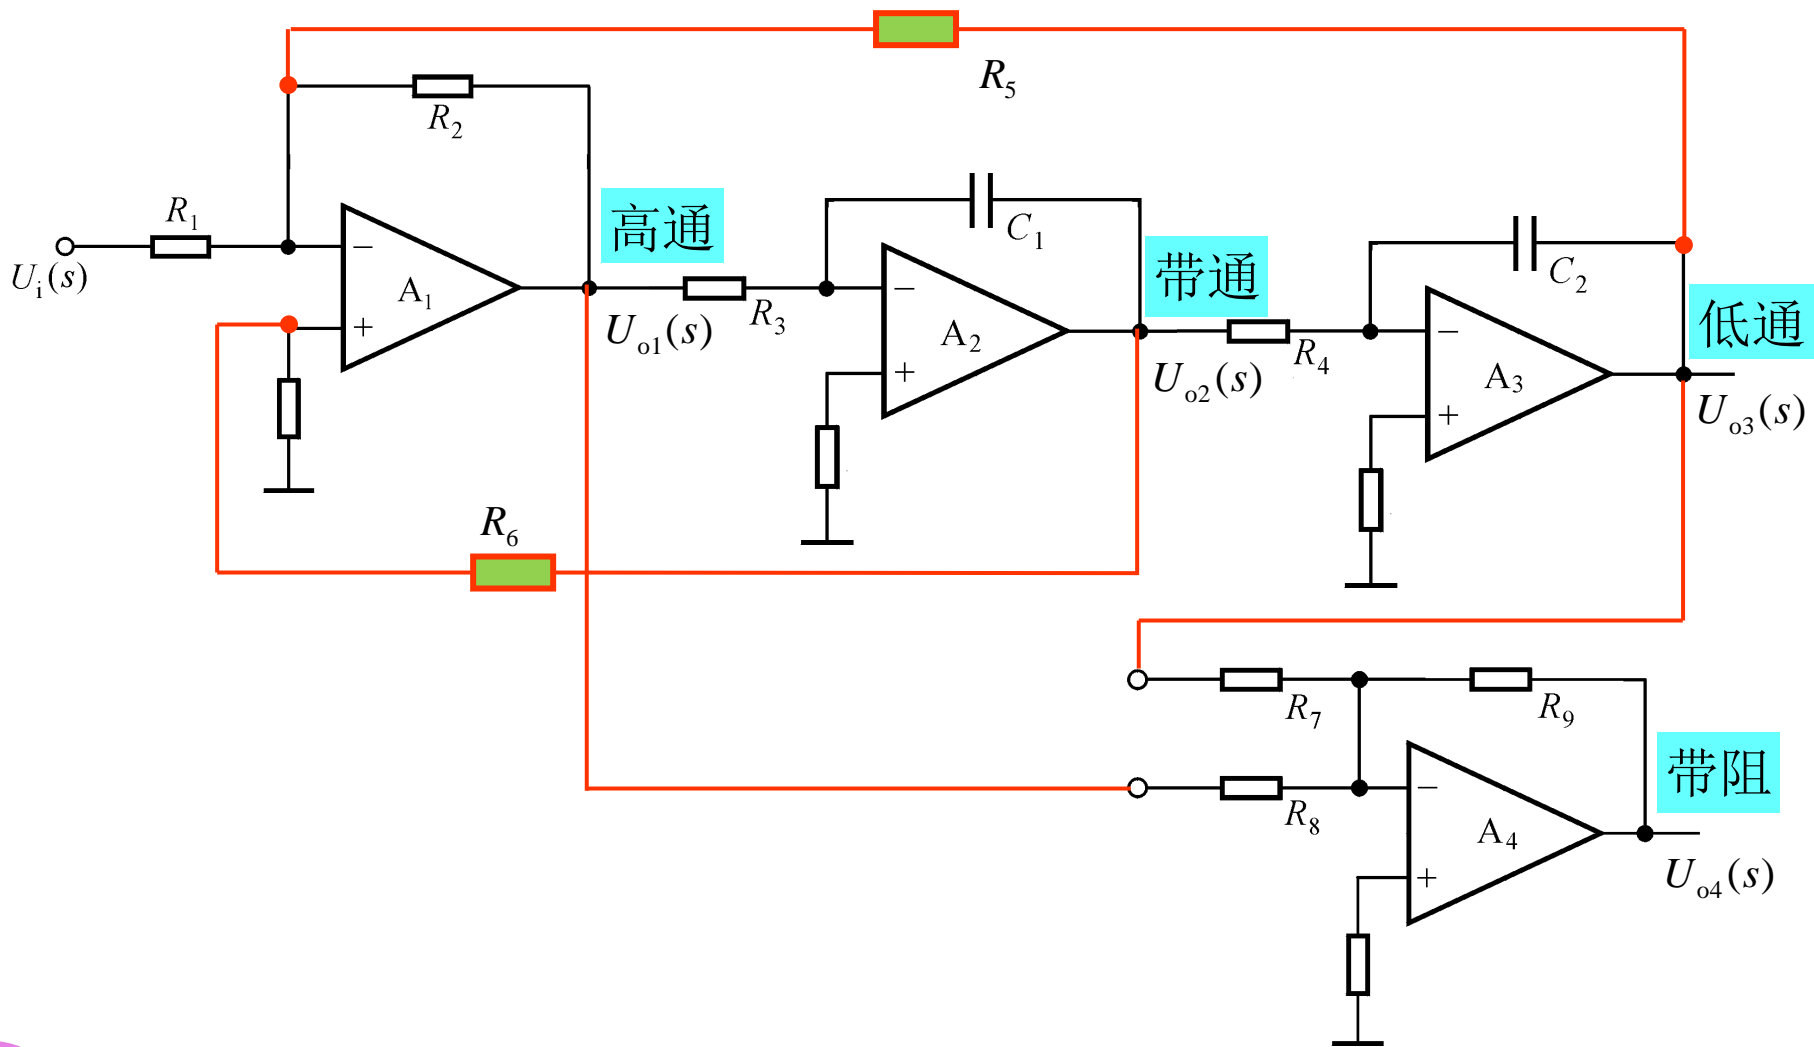 R5
R2
R1
高通
C1
Ui(s)
A1
−
+
带通
C2
R3
Uo1(s)
−
A2
+
低通
R4
Uo2(s)
−
A3
+
Uo3(s)
R6
R7
R9
带阻
R8
−
A4
+
Uo4(s)